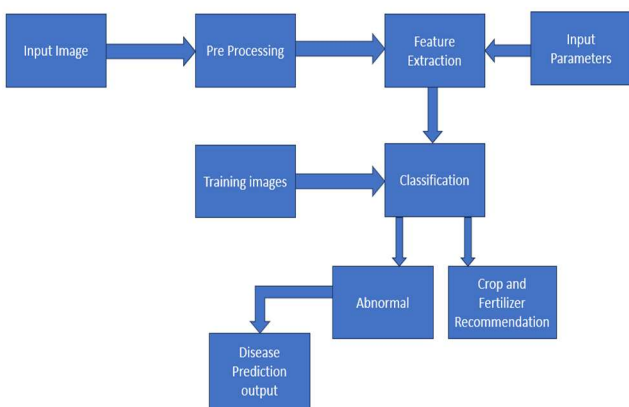 Input Image
Pre Processing
Feature
Extraction
Input
Parameters
Training images
Classification
Abnormal
Crop and
Fertilizer
Recommendation
Disease
Prediction
output